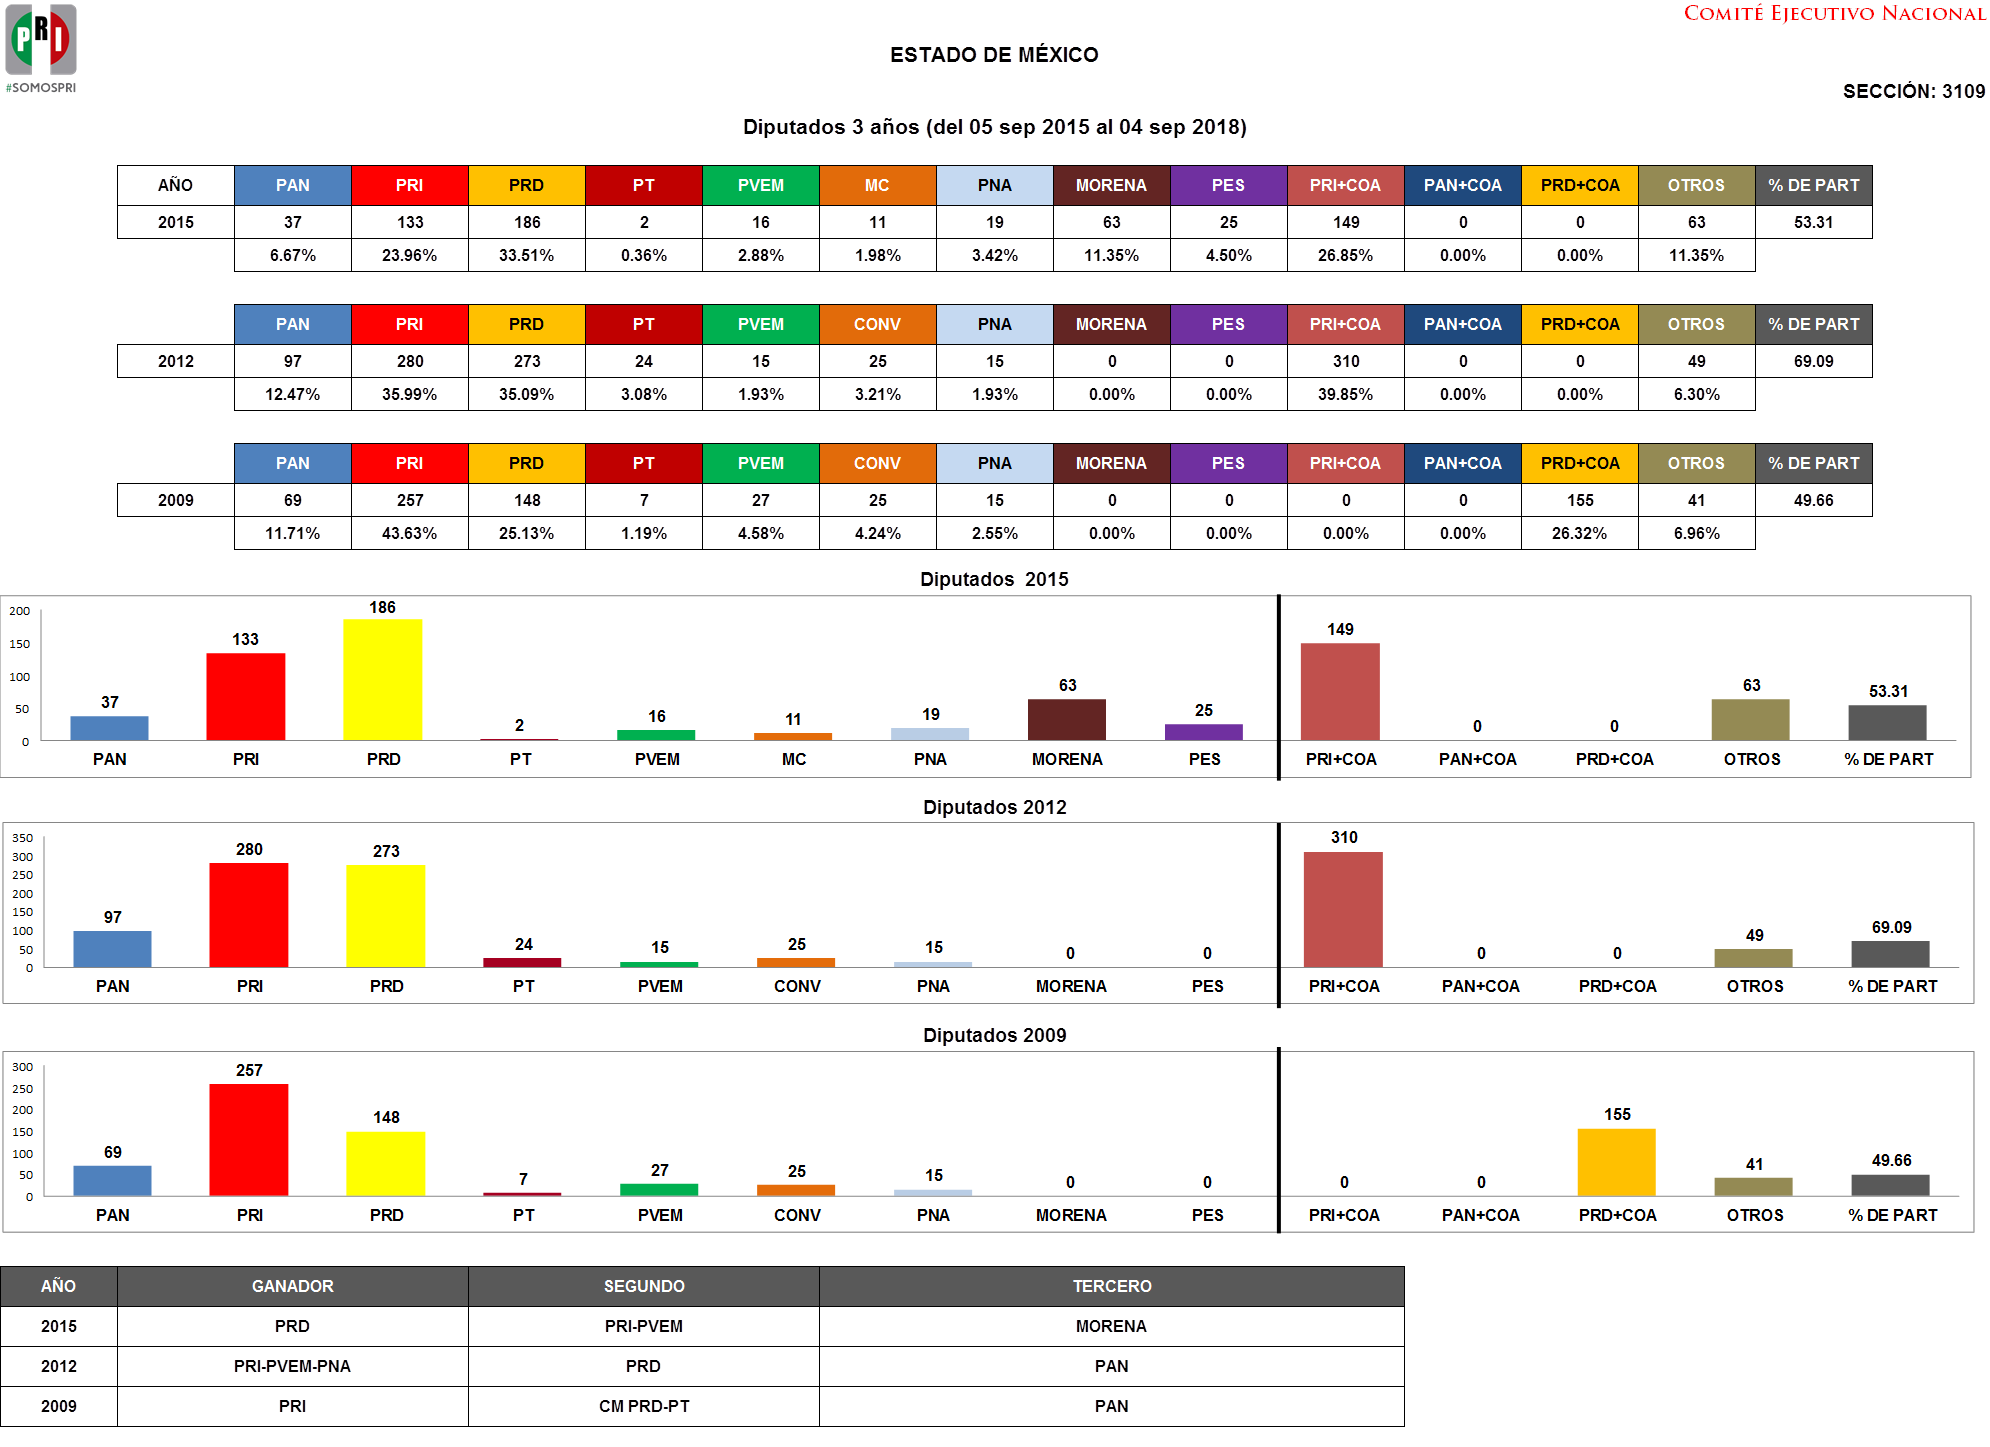 PRI
#SOMOSPRI
COMITÉ EJECUTIVO NACIONAL
ESTADO DE MÉXICO
SECCIÓN: 3109
Diputados 3 años (del 05 sep 2015 al 04 sep 2018)
AÑO PAN PRI PRD PT PVEM MC PNA MORENA PES PRI+COA PAN+COA PRD+COA OTROS % DE PART
2015 37 133 186 2 16 11 19 63 25 149 0 0 63 53.31
6.67% 23.96% 33.51% 0.36% 2.88% 1.98% 3.42% 11.35% 4.50% 26.85% 0.00% 0.00% 11.35%
PAN PRI PRD PT PVEM CONV PNA MORENA PES PRI+COA PAN+COA PRD+COA OTROS % DE PART
2012 97 280 273 24 15 25 15 0 0 310 0 0 49 69.09
12.47% 35.99% 35.09% 3.08% 1.93% 3.21% 1.93% 0.00% 0.00% 39.85% 0.00% 0.00% 6.30%
PAN PRI PRD PT PVEM CONV PNA MORENA PES PRI+COA PAN+COA PRD+COA OTROS % DE PART
2009 69 257 148 7 27 25 15 0 0 0 0 155 41 49.66
11.71% 43.63% 25.13% 1.19% 4.58% 4.24% 2.55% 0.00% 0.00% 0.00% 0.00% 26.32% 6.96%
Diputados 2015
200
150
100
50
0
37 133 186 2 16 11 19 63 25 149 0 0 63 53.31
PAN PRI PRD PT PVEM MC PNA MORENA PES PRI+COA PAN+COA PRD+COA OTROS % DE PART
Diputados 2012
350
300
250
200
150
100
50
0
97 280 273 24 15 25 15 0 0 310 0 0 49 69.09
PAN PRI PRD PT PVEM CONV PNA MORENA PES PRI+COA PAN+COA PRD+COA OTROS % DE PART
Diputados 2009
300
250
200
150
100
50
0
69 257 148 7 27 25 15 0 0 0 0 155 41 49.66
PAN PRI PRD PT PVEM CONV PNA MORENA PES PRI+COA PAN+COA PRD+COA OTROS % DE PART
AÑO GANADOR SEGUNDO TERCERO
2015 PRD PRI-PVEM MORENA
2012 PRI-PVEM-PNA PRD PAN
2009 PRI CM PRD-PT PAN